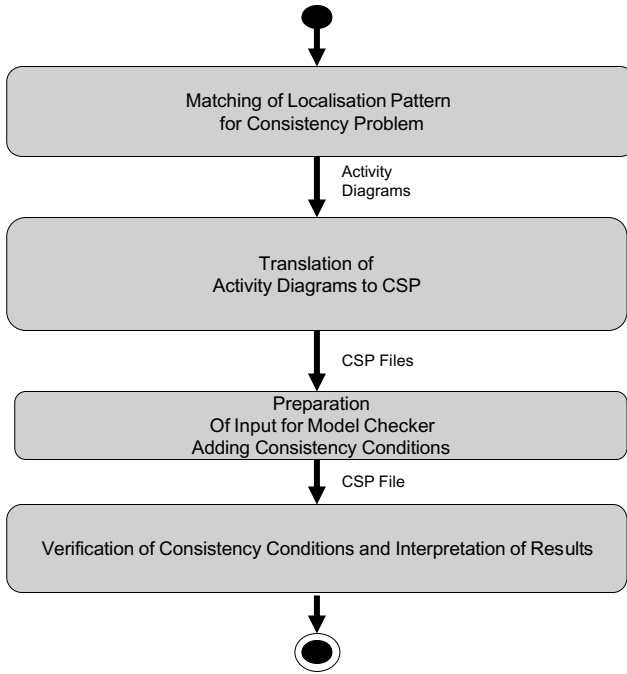 Matching of Localisation Pattern
for Consistency Problem
Activity
Diagrams
Translation of
Activity Diagrams to CSP
CSP Files
Preparation
Of Input for Model Checker
Adding Consistency Conditions
CSP File
Verification of Consistency Conditions and Interpretation of Results